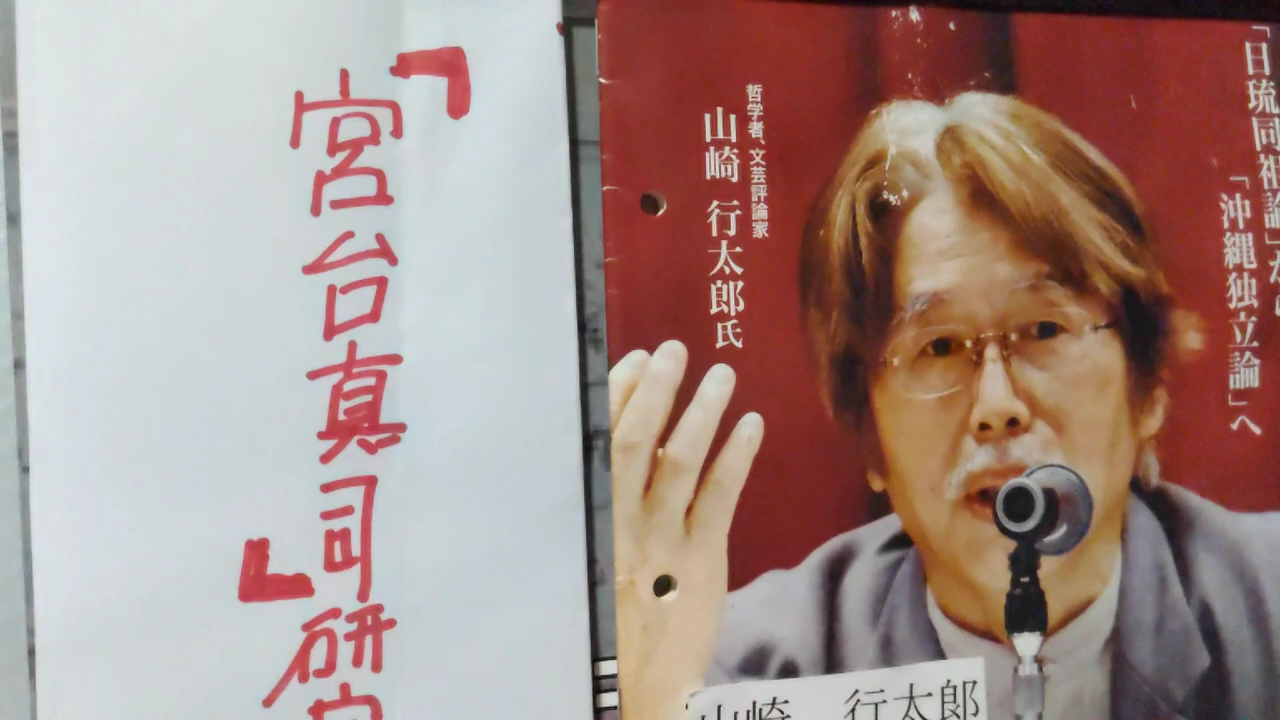 『宮台真司』研究
哲学者、文芸評論家
山崎 行太郎氏
「日琉同祖論」から
「沖縄独立論」へ
山崎 行太郎